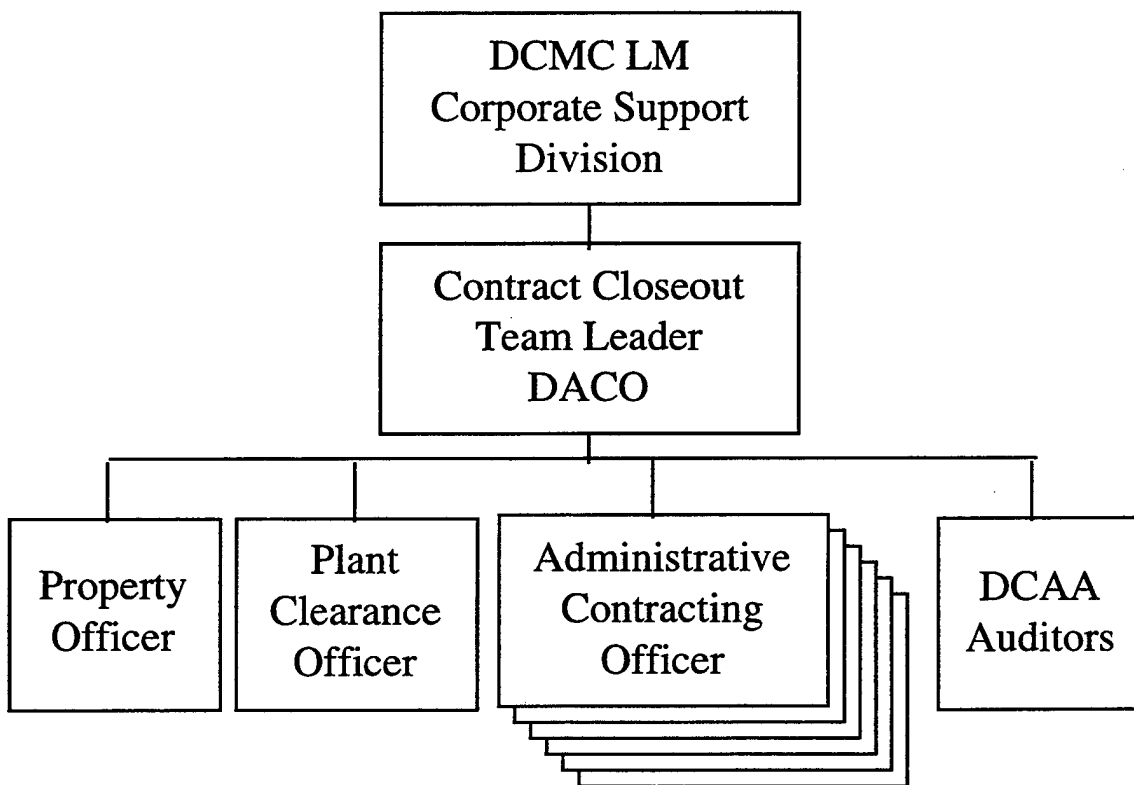 DCMC LM
Corporate Support
Division
Contract Closeout
Team Leader
DACO
Property
Officer
Plant
Clearance
Officer
Administrative
Contracting
Officer
DCAA
Auditors